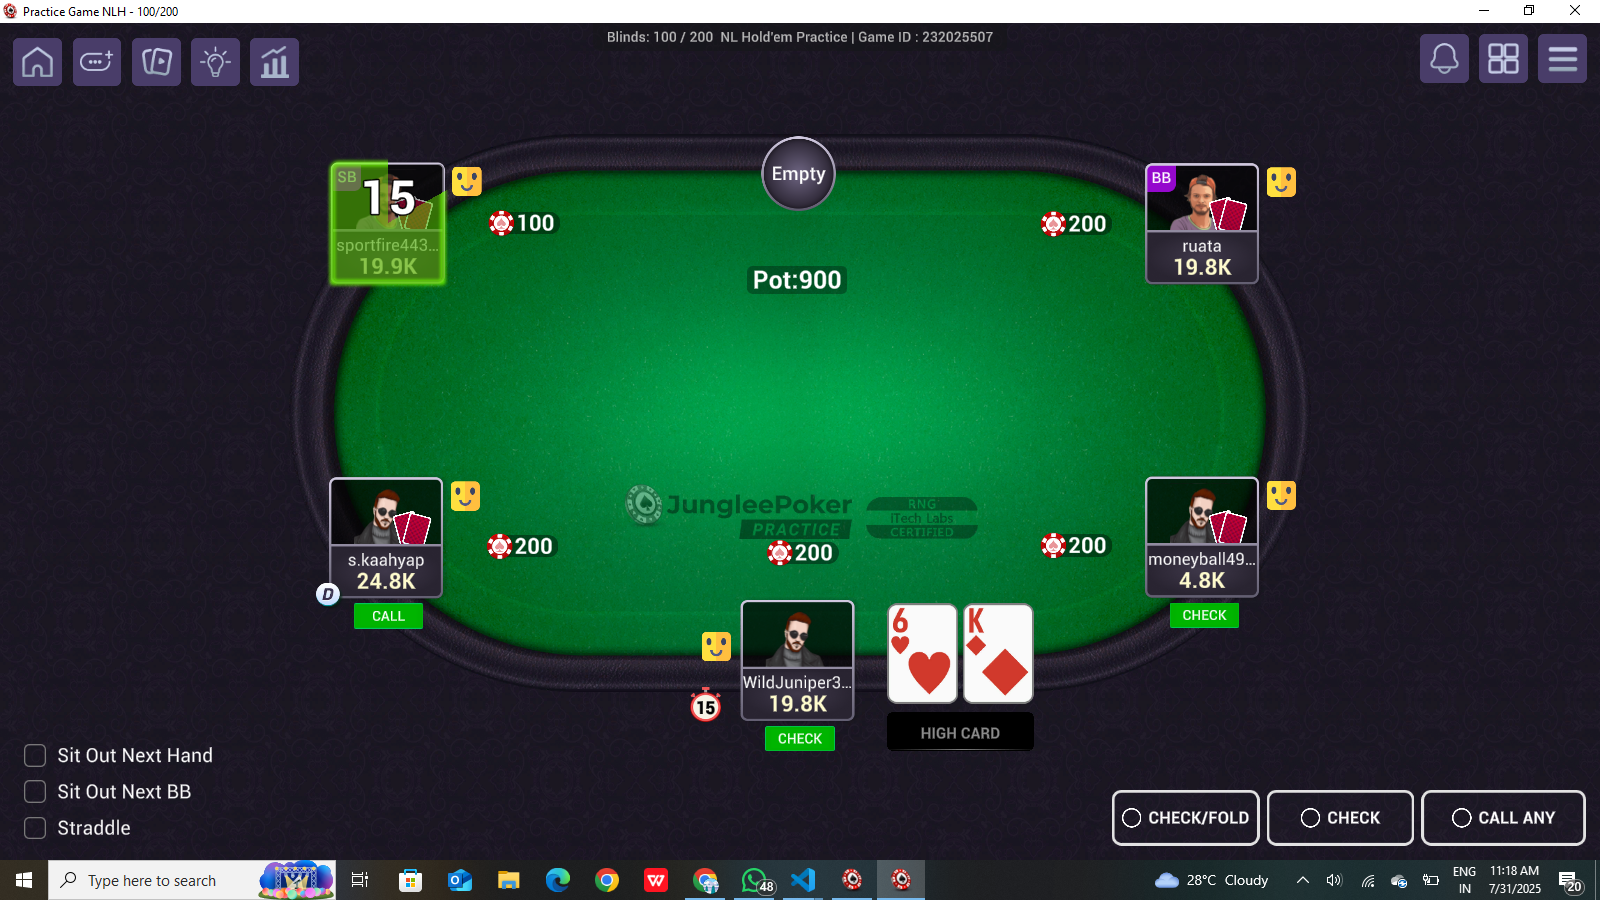 Practice Game NLH - 100/200
Blinds: 100 / 200 NL Hold'em Practice | Game ID : 232025507
SB
15
sportfire443...
19.9K
100
Empty
200
BB
ruata
19.8K
Pot:900
JungleePoker
PRACTICE
RNG
iTech Labs
CERTIFIED
s.kaahyap
24.8K
D
CALL
200
200
200
moneyball49...
4.8K
CHECK
15
WildJuniper3...
19.8K
CHECK
6
K
HIGH CARD
Sit Out Next Hand
Sit Out Next BB
Straddle
CHECK/FOLD
CHECK
CALL ANY
Type here to search
48
28°C Cloudy
ENG
IN
11:18 AM
7/31/2025
20